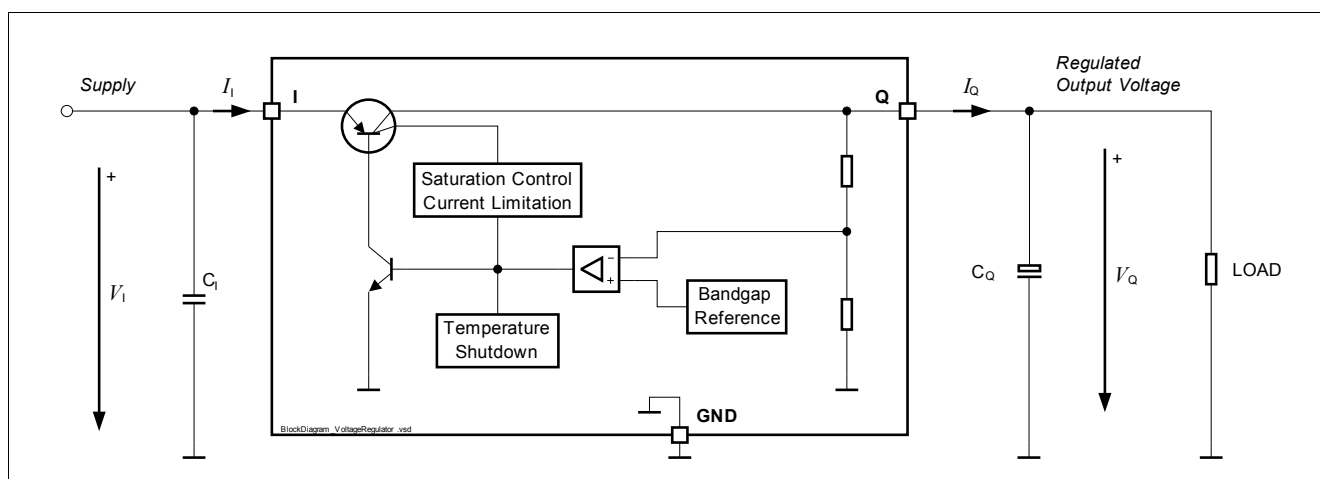 Supply
I_I
I
Q
I_Q
Regulated
Output Voltage
+
Saturation Control
Current Limitation
+
C_I
V_I
−
+
Bandgap
Reference
Temperature
Shutdown
C_Q
V_Q
LOAD
GND
BlockDiagram_VoltageRegulator .vsd